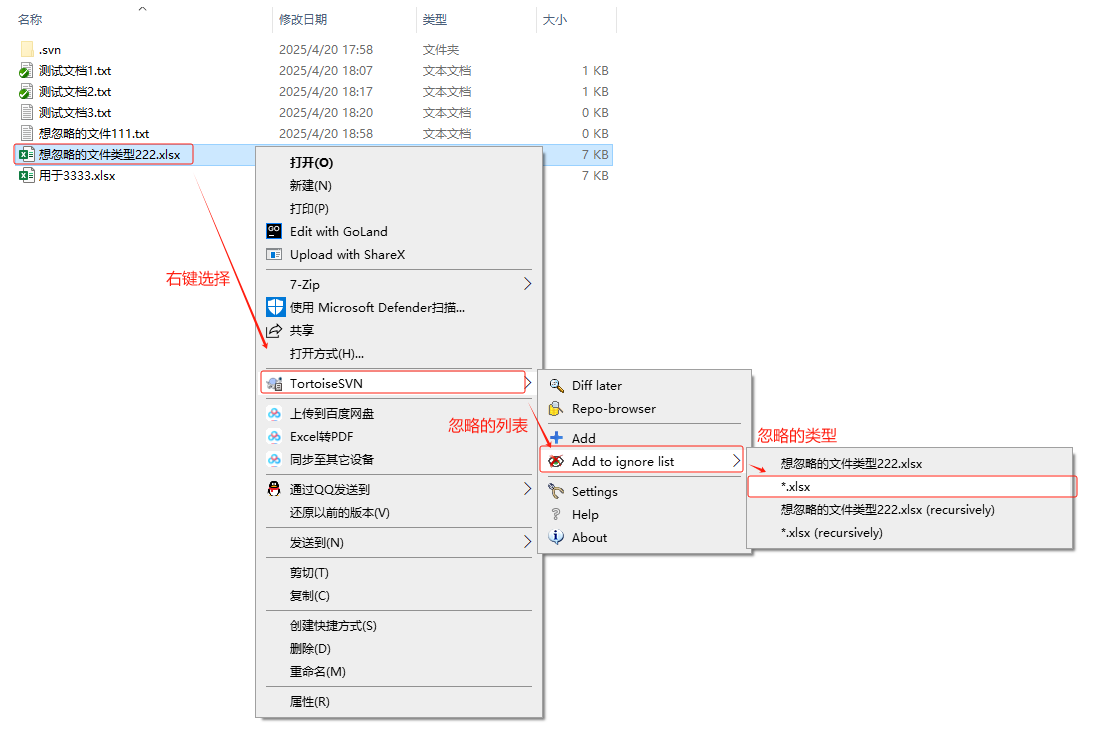 名称 修改日期 类型 大小
.svn 2025/4/20 17:58 文件夹
测试文档1.txt 2025/4/20 18:07 文本文档 1 KB
测试文档2.txt 2025/4/20 18:17 文本文档 1 KB
测试文档3.txt 2025/4/20 18:20 文本文档 0 KB
想忽略的文件111.txt 2025/4/20 18:58 文本文档 0 KB
想忽略的文件类型222.xlsx 7 KB
用于3333.xlsx 7 KB
右键选择
打开(O)
新建(N)
打印(P)
Edit with GoLand
Upload with ShareX
7-Zip
使用 Microsoft Defender扫描...
共享
打开方式(H)...
TortoiseSVN
上传到百度网盘
Excel转PDF
同步至其它设备
通过QQ发送到
还原以前的版本(V)
发送到(N)
剪切(T)
复制(C)
创建快捷方式(S)
删除(D)
重命名(M)
属性(R)
忽略的列表
Diff later
Repo-browser
Add
Add to ignore list
Settings
Help
About
忽略的类型
想忽略的文件类型222.xlsx
*.xlsx
想忽略的文件类型222.xlsx (recursively)
*.xlsx (recursively)